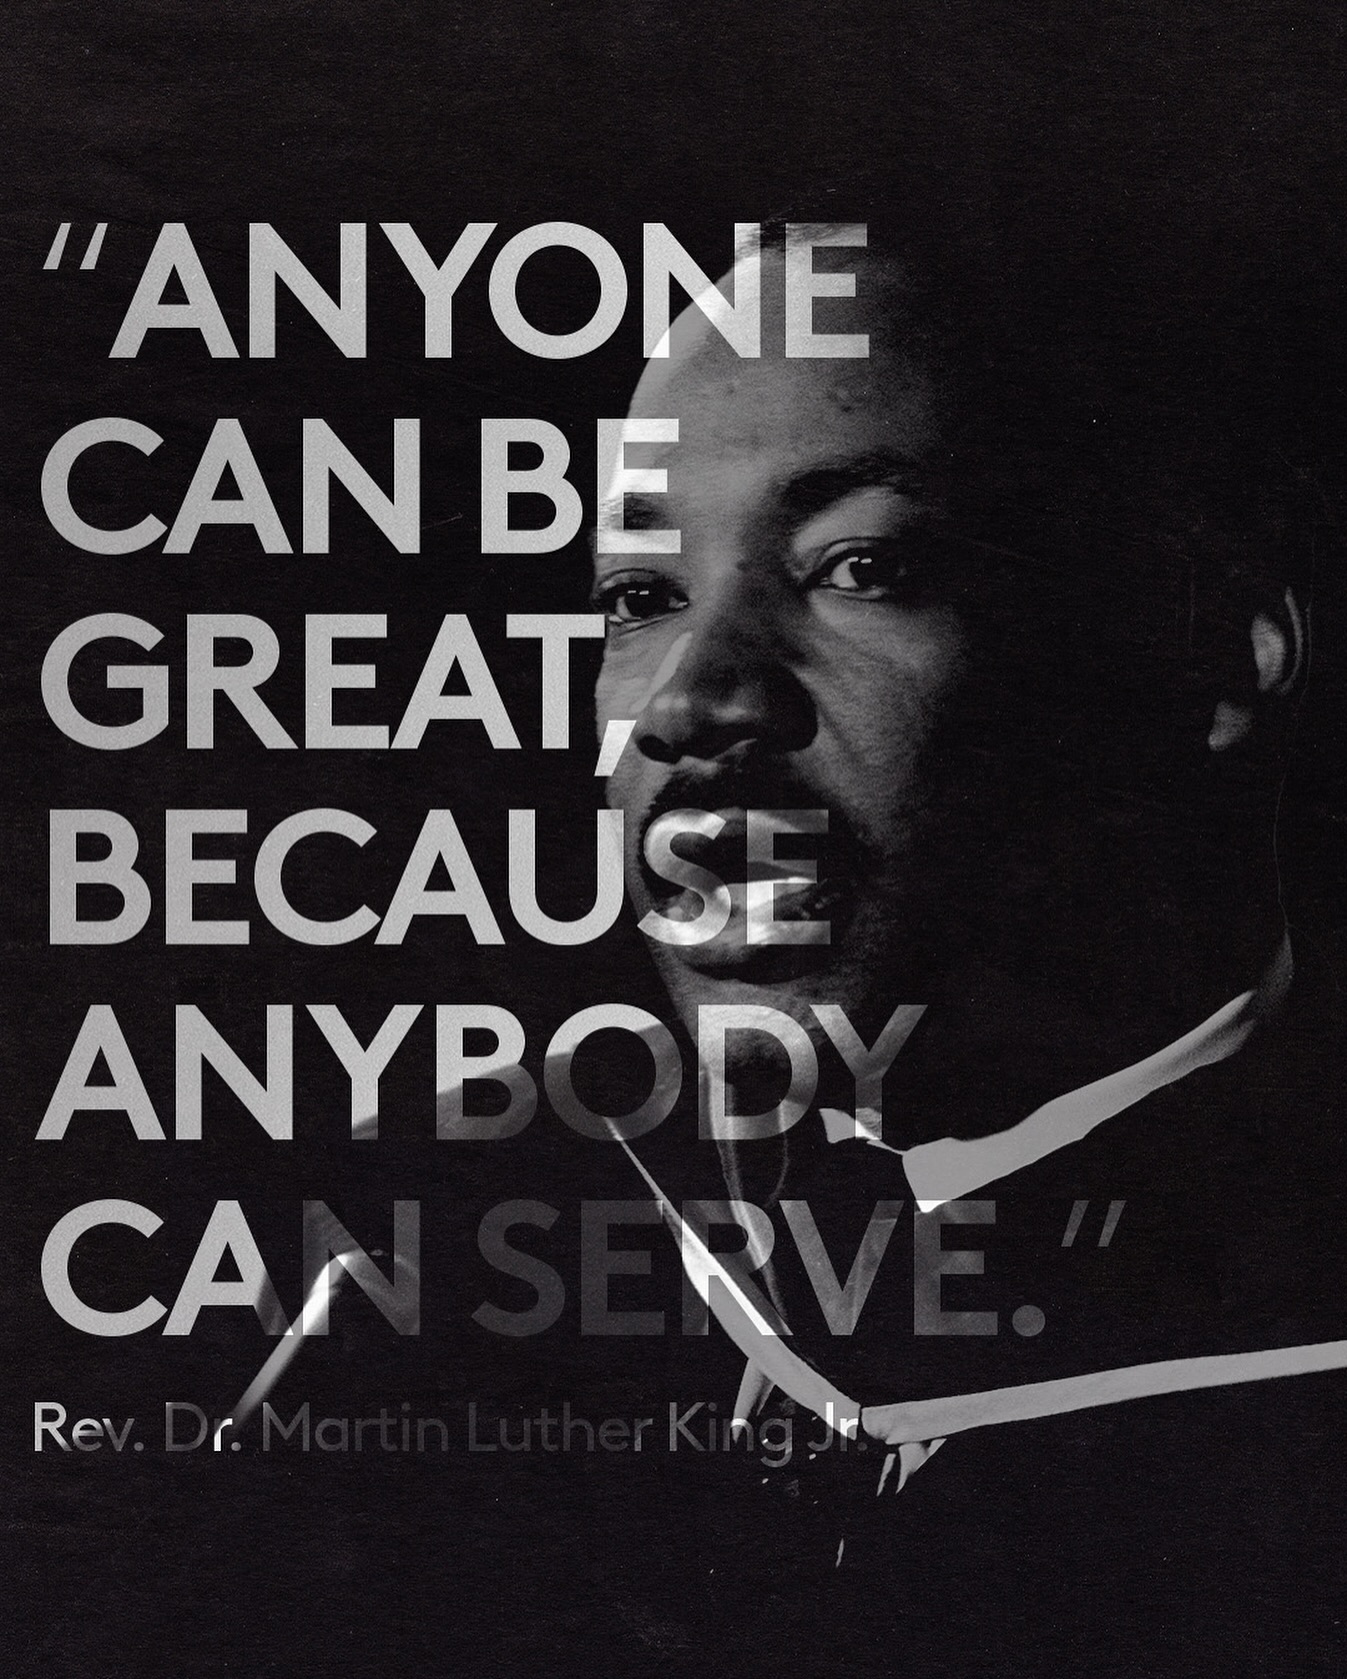 “ANYONE
CAN BE
GREAT,
BECAUSE
ANYBODY
CAN SERVE.”
Rev. Dr. Martin Luther King Jr.